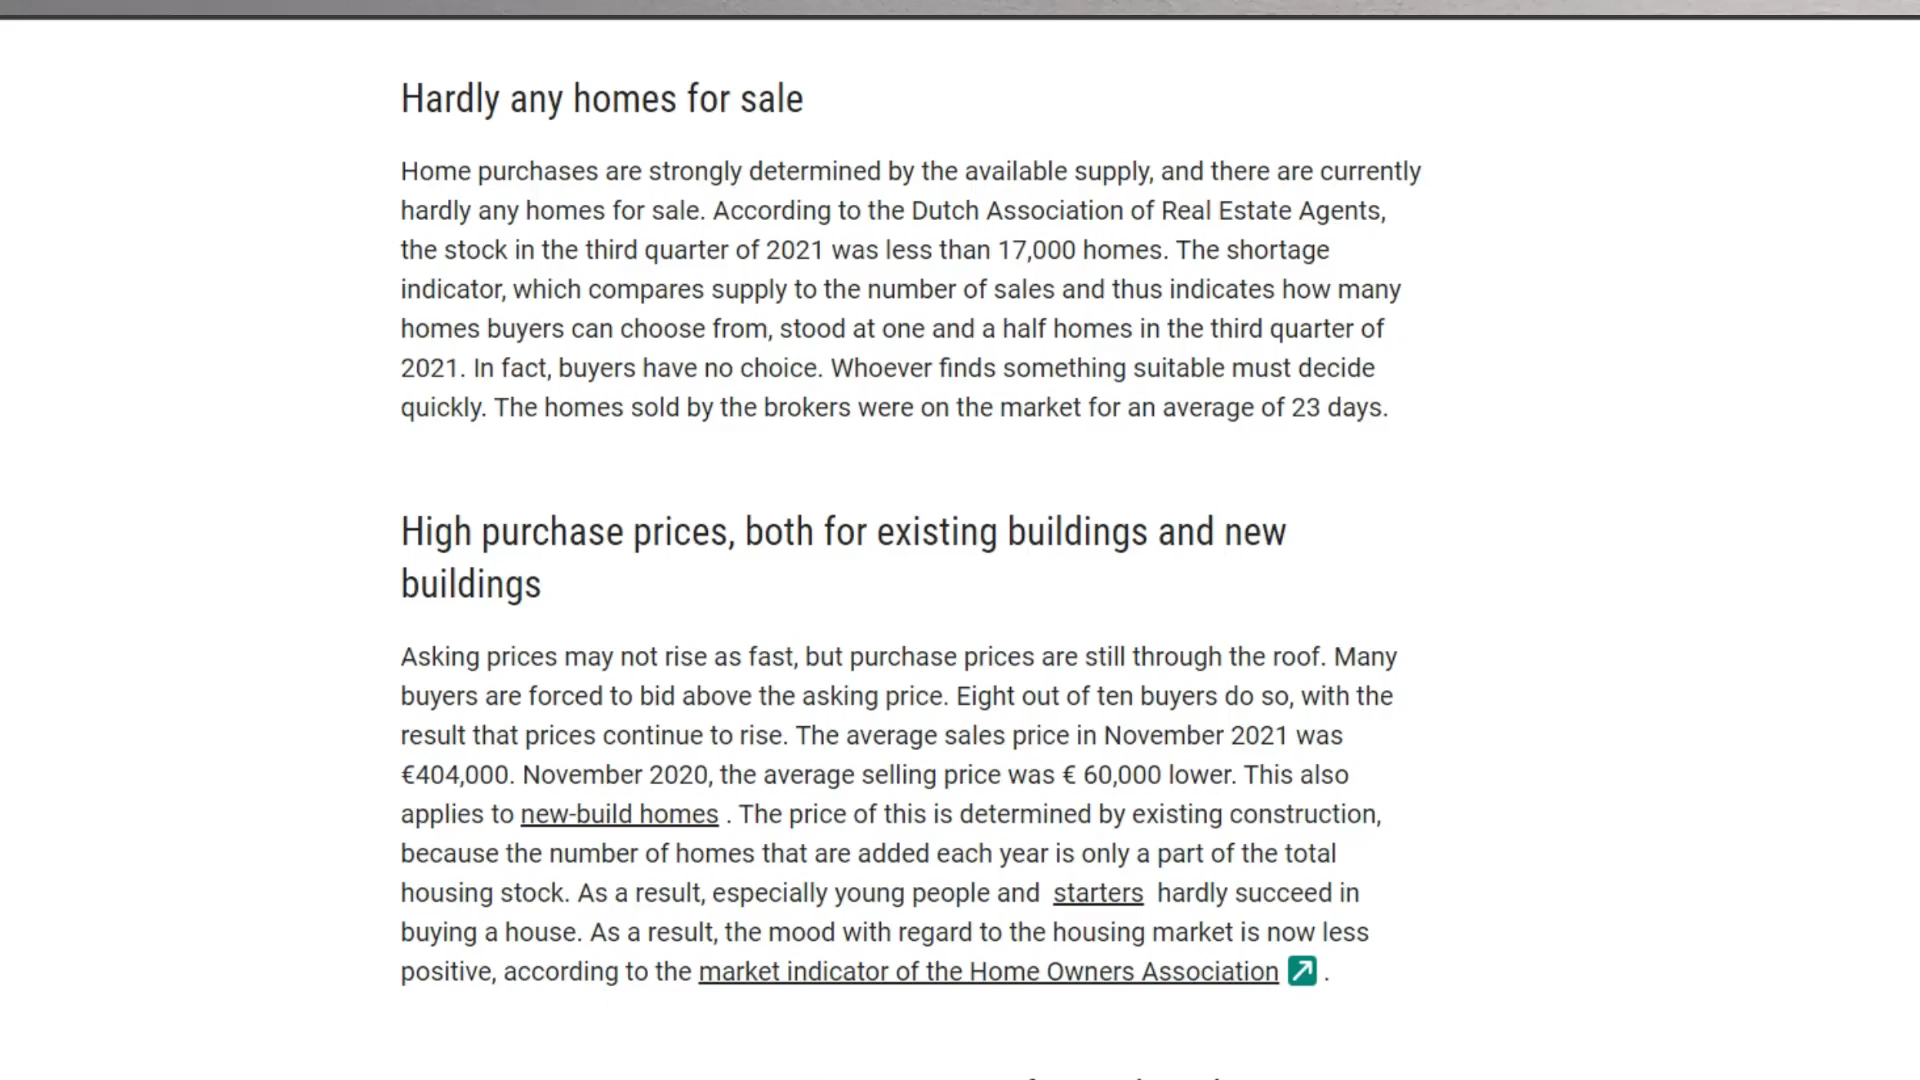 Hardly any homes for sale
Home purchases are strongly determined by the available supply, and there are currently
hardly any homes for sale. According to the Dutch Association of Real Estate Agents,
the stock in the third quarter of 2021 was less than 17,000 homes. The shortage
indicator, which compares supply to the number of sales and thus indicates how many
homes buyers can choose from, stood at one and a half homes in the third quarter of
2021. In fact, buyers have no choice. Whoever finds something suitable must decide
quickly. The homes sold by the brokers were on the market for an average of 23 days.
High purchase prices, both for existing buildings and new
buildings
Asking prices may not rise as fast, but purchase prices are still through the roof. Many
buyers are forced to bid above the asking price. Eight out of ten buyers do so, with the
result that prices continue to rise. The average sales price in November 2021 was
€404,000. November 2020, the average selling price was € 60,000 lower. This also
applies to new-build homes . The price of this is determined by existing construction,
because the number of homes that are added each year is only a part of the total
housing stock. As a result, especially young people and starters hardly succeed in
buying a house. As a result, the mood with regard to the housing market is now less
positive, according to the market indicator of the Home Owners Association .